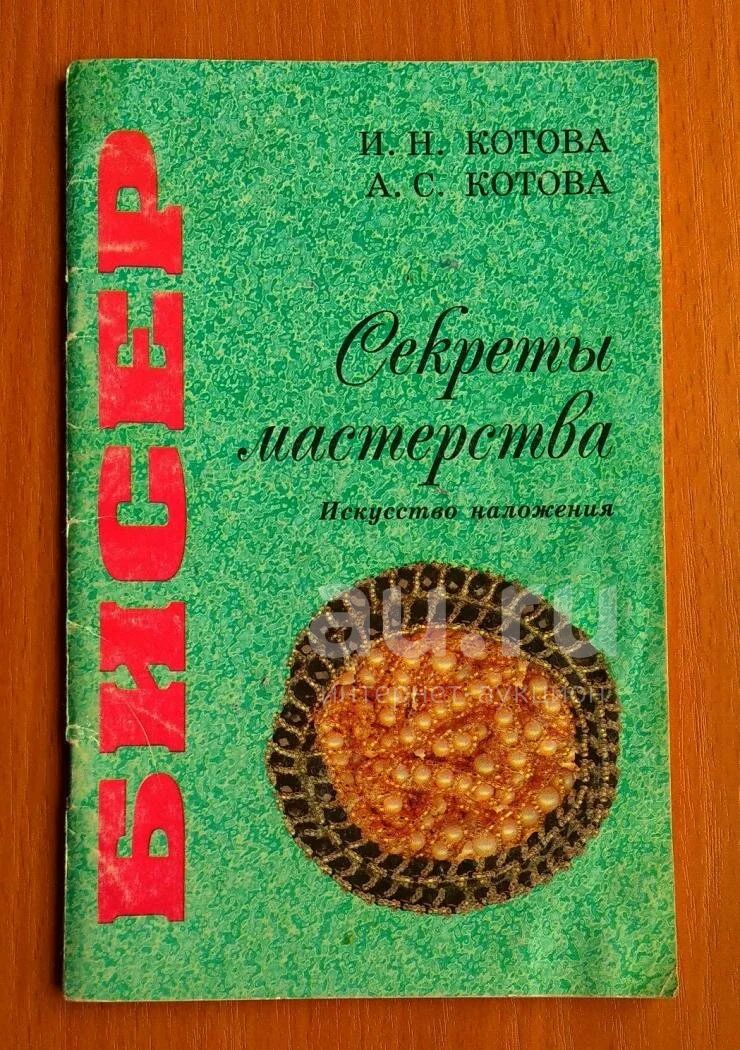 И. Н. КОТОВА
А. С. КОТОВА
БИСЕР
Секреты
мастерства
Искусство наложения
au.ru
интернет-аукцион